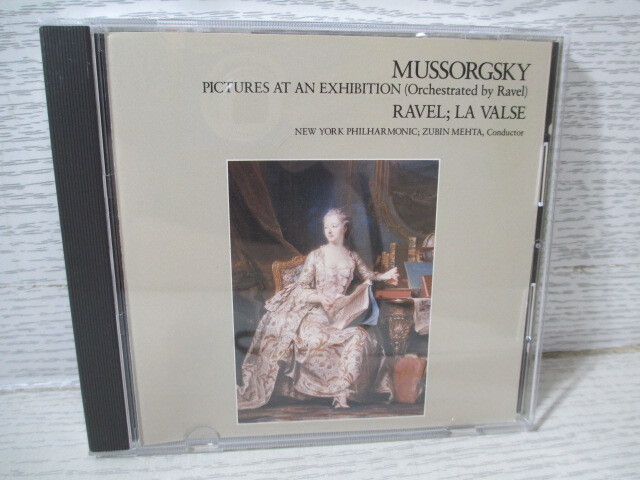 MUSSORGSKY
PICTURES AT AN EXHIBITION (Orchestrated by Ravel)
RAVEL; LA VALSE
NEW YORK PHILHARMONIC; ZUBIN MEHTA, Conductor